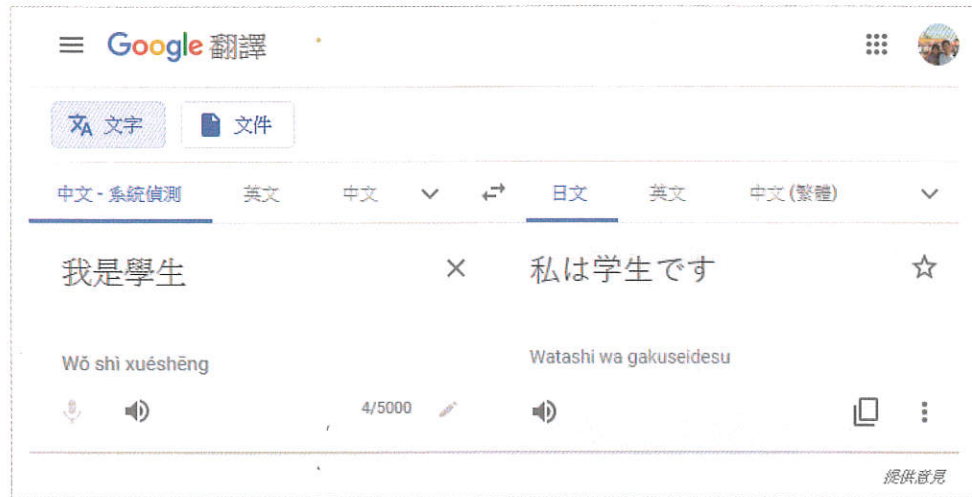 Google 翻譯
文字 文件
中文 - 系統偵測 英文 中文 日文 英文 中文 (繁體)
我是學生 私は学生です
Wǒ shì xuéshēng Watashi wa gakuseidesu
4/5000
提供意見